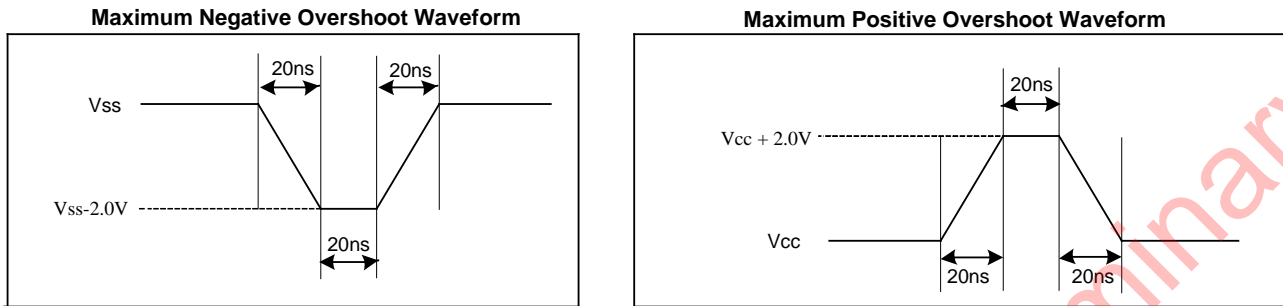 Maximum Negative Overshoot Waveform
20ns
20ns
Vss
Vss-2.0V
20ns
Maximum Positive Overshoot Waveform
20ns
Vcc + 2.0V
Vcc
20ns
20ns
minar